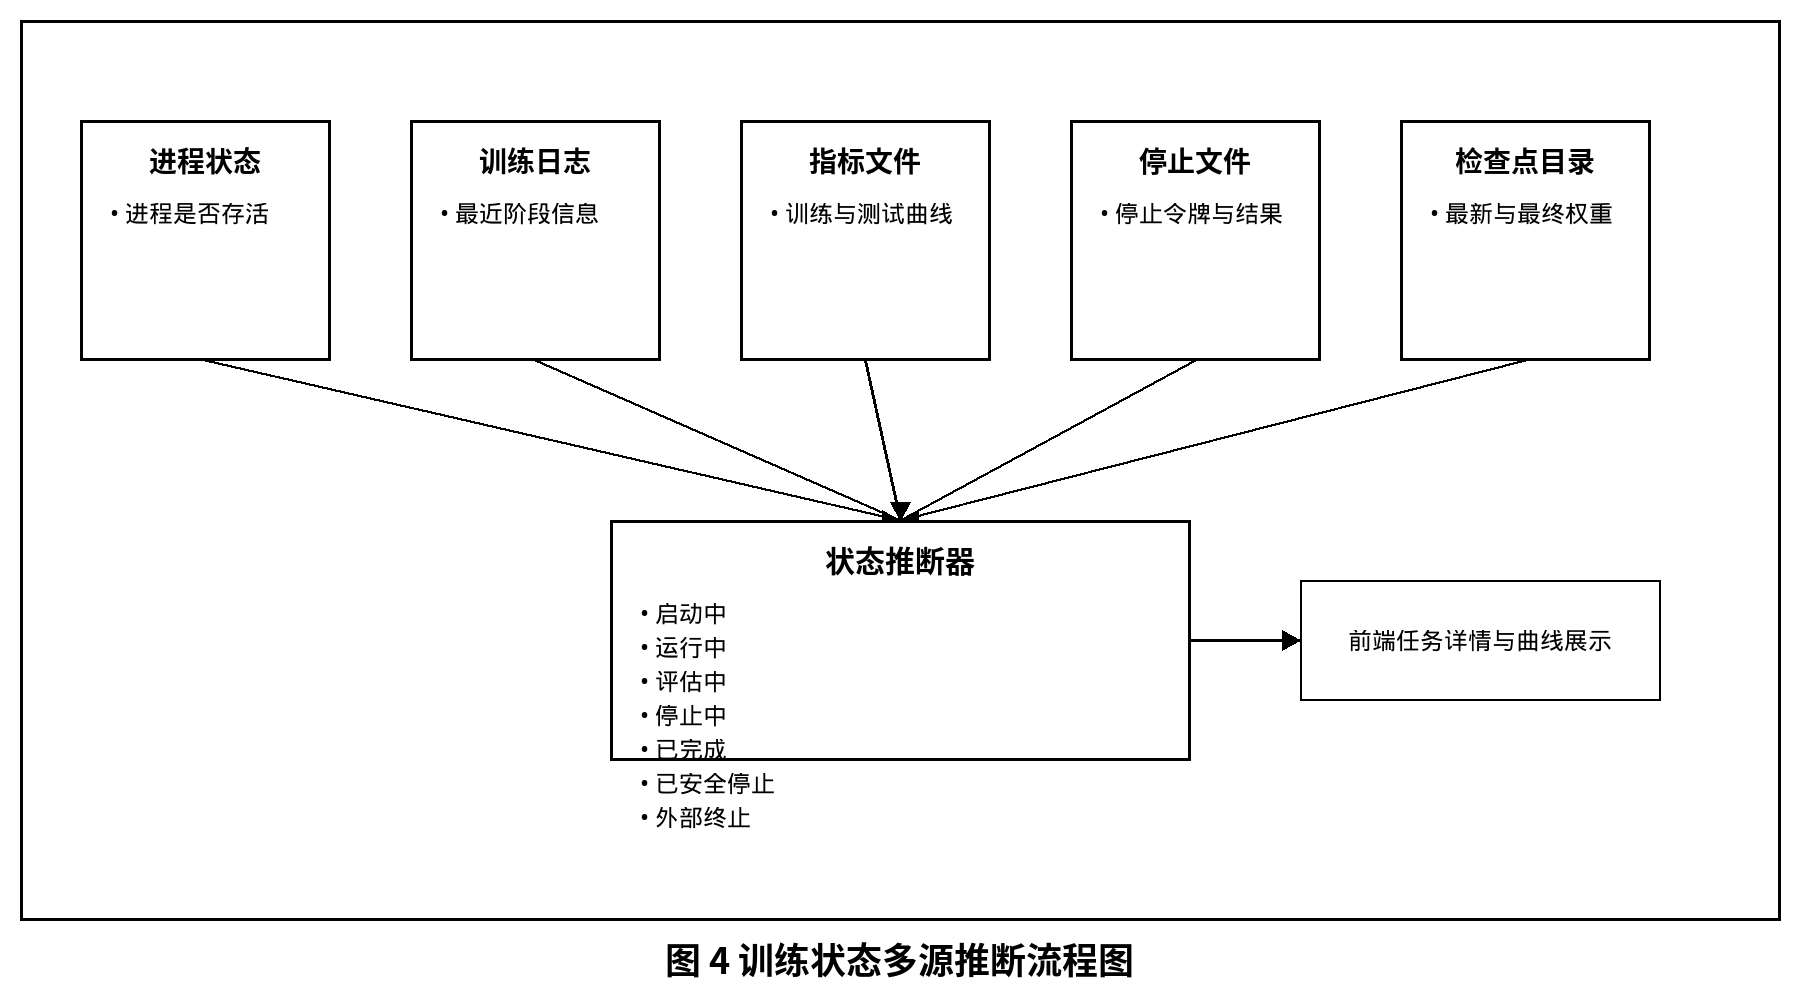 进程状态
• 进程是否存活
训练日志
• 最近阶段信息
指标文件
• 训练与测试曲线
停止文件
• 停止令牌与结果
检查点目录
• 最新与最终权重
状态推断器
• 启动中
• 运行中
• 评估中
• 停止中
• 已完成
• 已安全停止
• 外部终止
前端任务详情与曲线展示
图 4 训练状态多源推断流程图